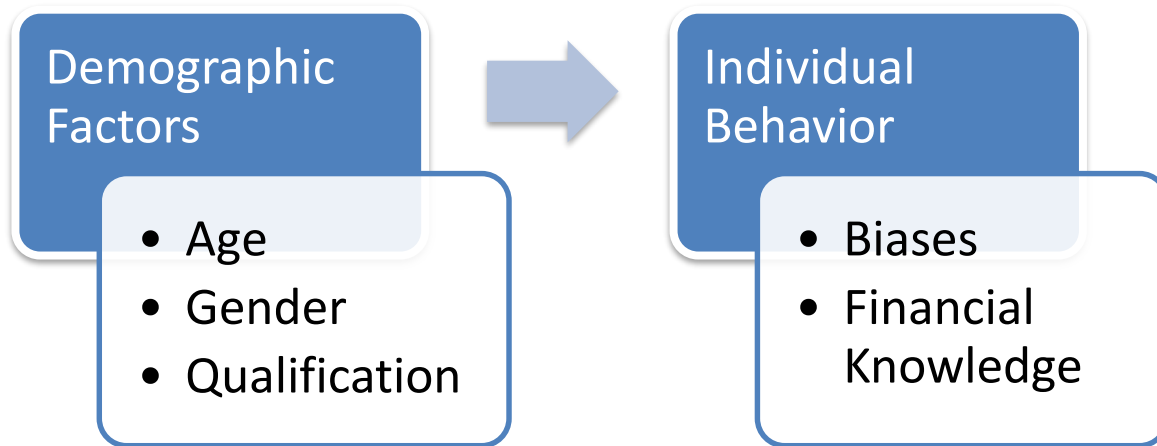 Demographic
Factors
• Age
• Gender
• Qualification
Individual
Behavior
• Biases
• Financial
Knowledge